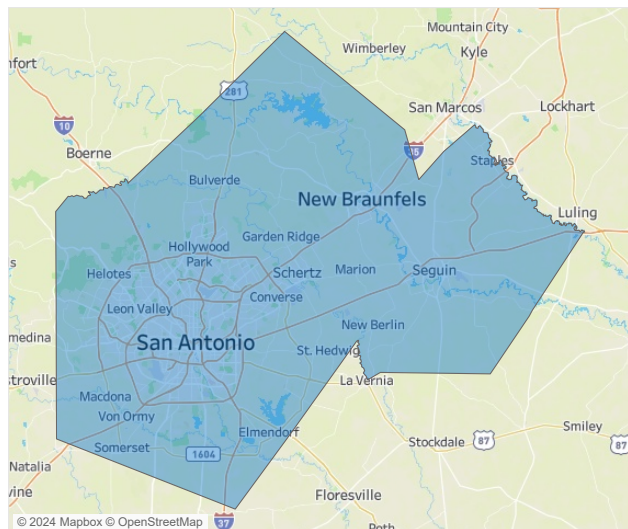 Mountain City
Wimberley
Kyle
nfort
281
San Marcos
Lockhart
10
35
Boerne
Staples
Bulverde
New Braunfels
Luling
Hollywood
Park
Garden Ridge
Helotes
Schertz
Marion
Seguin
Converse
Leon Valley
New Berlin
medina
San Antonio
St. Hedwig
stroville
La Vernia
Macdona
Von Ormy
Smiley
Elmendorf
Stockdale
87
87
Somerset
1604
Natalia
vine
Floresville
37
Poth
© 2024 Mapbox © OpenStreetMap